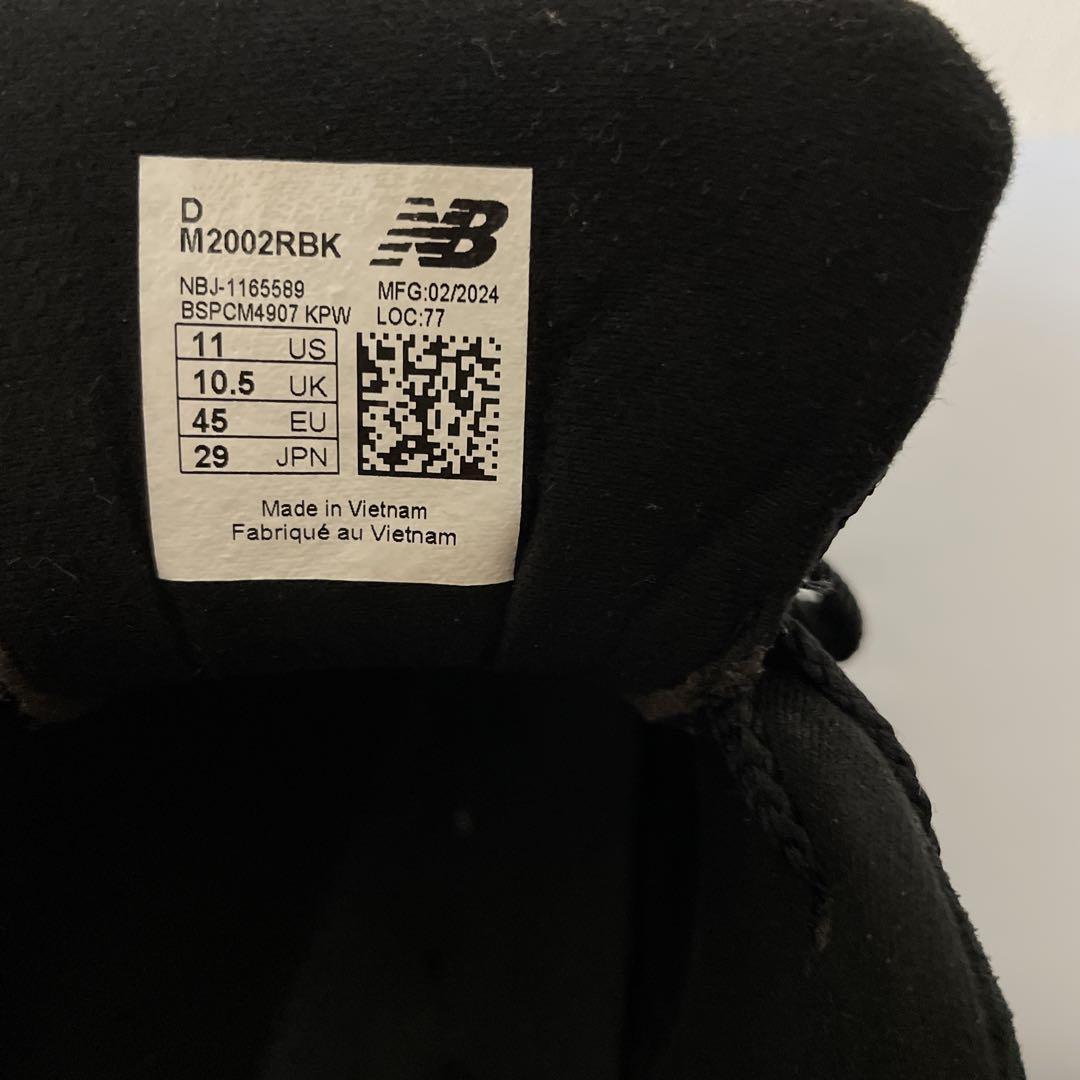 D
M2002RBK
NB
NBJ-1165589
MFG:02/2024
BSPCM4907 KPW
LOC:77
11 US
10.5 UK
45 EU
29 JPN
Made in Vietnam
Fabriqué au Vietnam